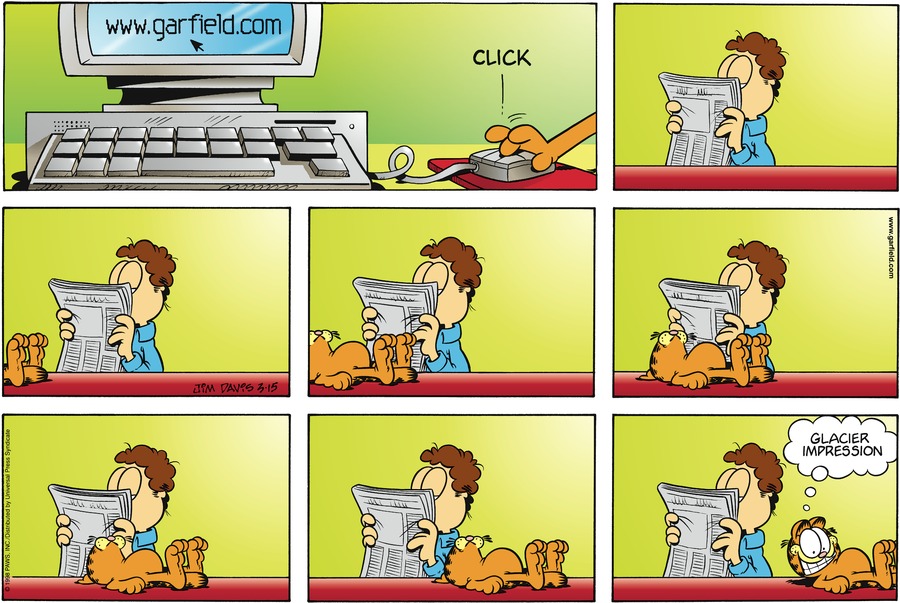 www.garfield.com
CLICK
JIM DAVIS 3-15
www.garfield.com
© 1998 PAWS, INC./Distributed by Universal Press Syndicate
GLACIER
IMPRESSION